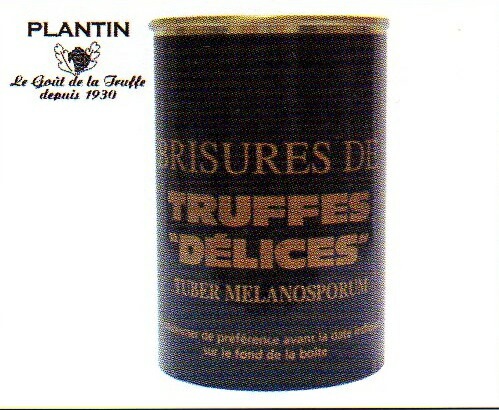 PLANTIN
Le Goût de la Truffe
depuis 1930
BRISURES DE
TRUFFES
"DÉLICES"
TUBER MELANOSPORUM
de préférence avant la date
sur le fond de la boîte